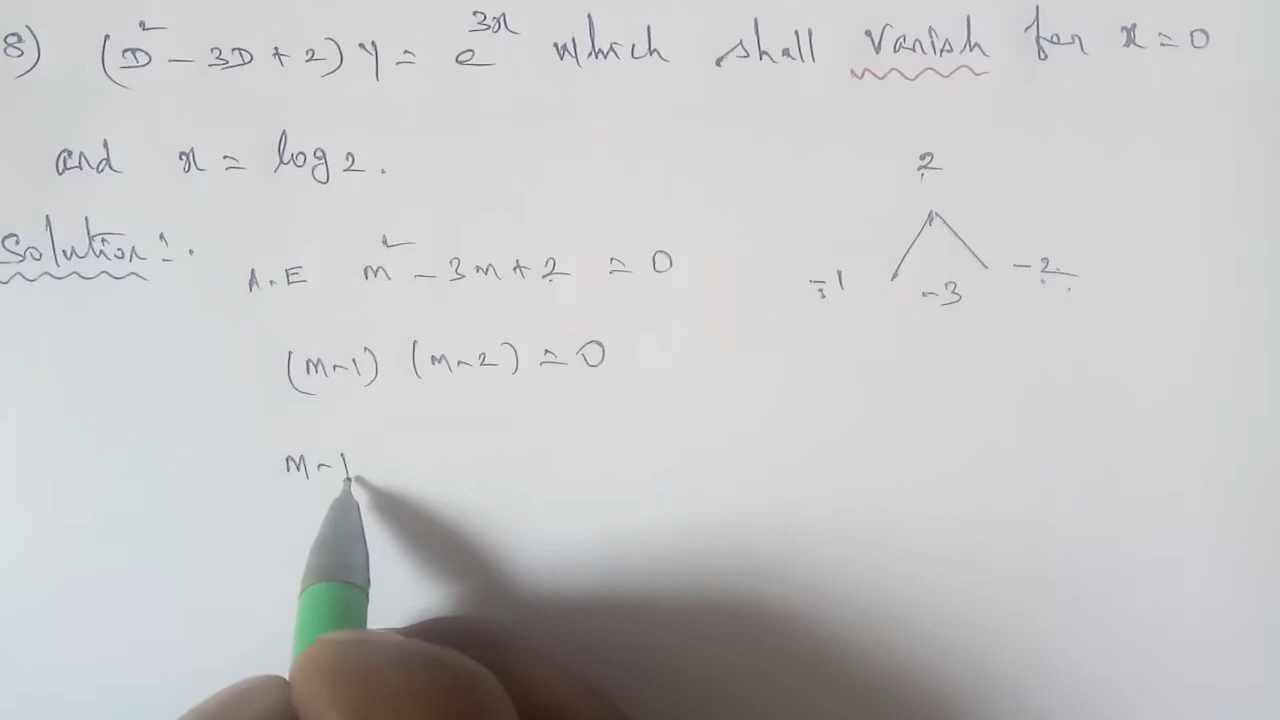 8) (D² - 3D + 2) y = e^{3x} which shall vanish for x = 0
and x = log 2.
Solution:.
A.E m² - 3m + 2 = 0
(m-1) (m-2) = 0
m-1
2
-1 -3 -2